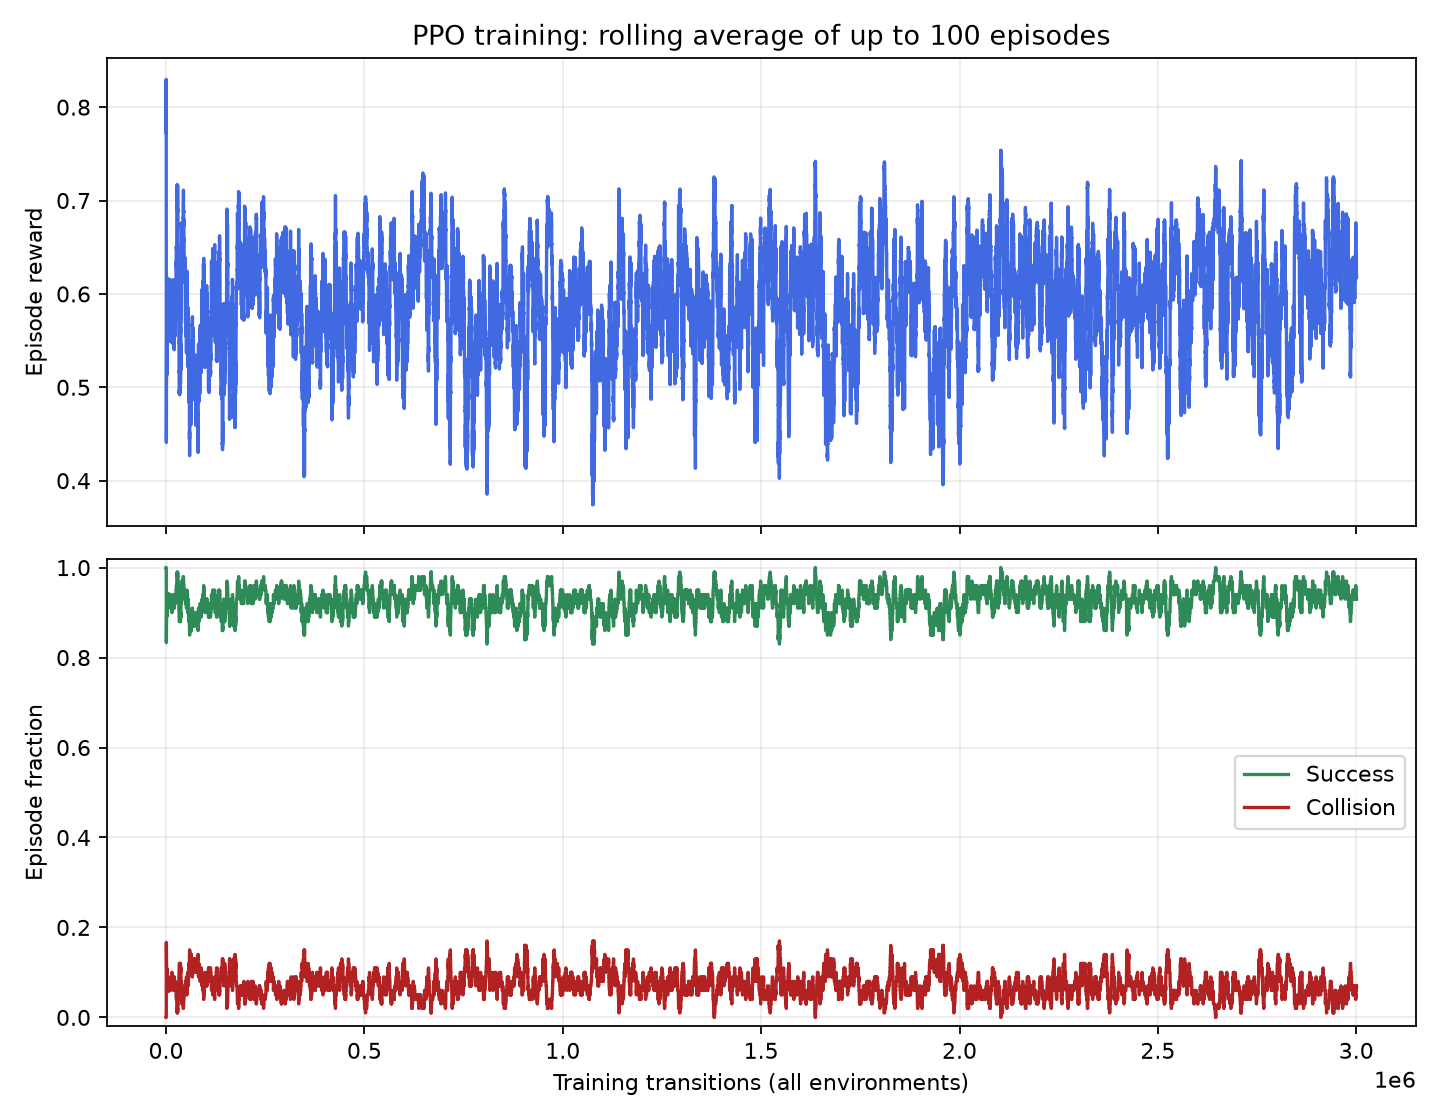 PPO training: rolling average of up to 100 episodes
Episode reward
0.8
0.7
0.6
0.5
0.4
Episode fraction
1.0
0.8
0.6
0.4
0.2
0.0
Success
Collision
0.0 0.5 1.0 1.5 2.0 2.5 3.0
1e6
Training transitions (all environments)